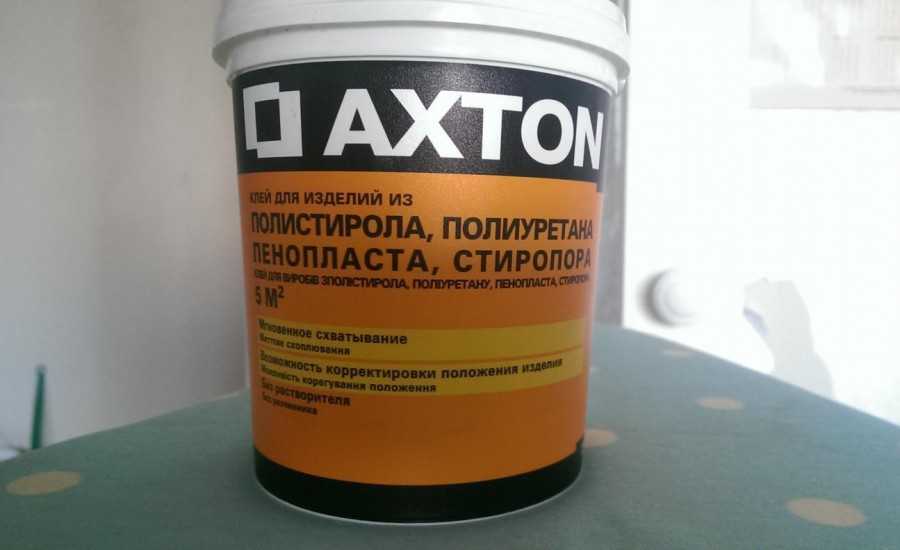 AXTON
КЛЕЙ ДЛЯ ИЗДЕЛИЙ ИЗ
ПОЛИСТИРОЛА, ПОЛИУРЕТАНА
ПЕНОПЛАСТА, СТИРОПОРА
КЛЕЙ ДЛЯ ВИРОБІВ ЗПОЛІСТИРОЛА, ПОЛІУРЕТАНУ, ПЕНОПЛАСТА, СТИРОПОРА
5 М²
Мгновенное схватывание
Миттєве схоплювання
Возможность корректировки положения изделия
Можливість корегування положення
Без растворителя
Без розчинника